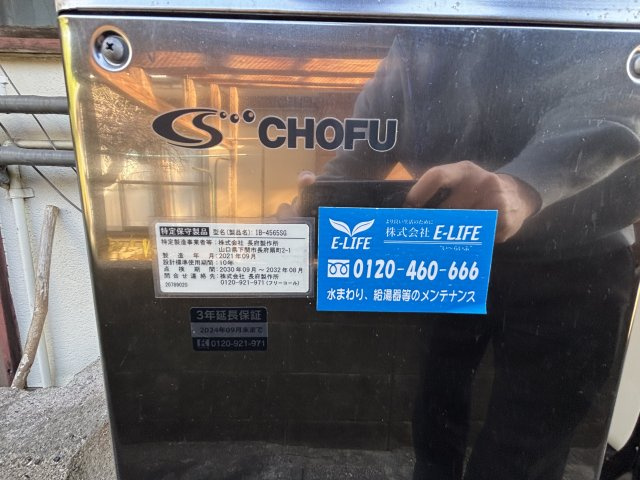 CHOFU
特定保守製品 型名(製品名): IB-4565SG
特定製造事業者等: 株式会社 長府製作所
山口県下関市長府扇町2-1
製造年月: 2021年09月
設計標準使用期間: 10年
点検期間: 2030年09月 ～ 2032年08月
問合せ連絡先: 株式会社 長府製作所
20789020 0120-921-971 (フリーコール)
3年延長保証
2024年09月末まで
0120-921-971
より良い生活のために
E-LIFE 株式会社 E-LIFE
"い～らいふ"
0120-460-666
水まわり、給湯器等のメンテナンス